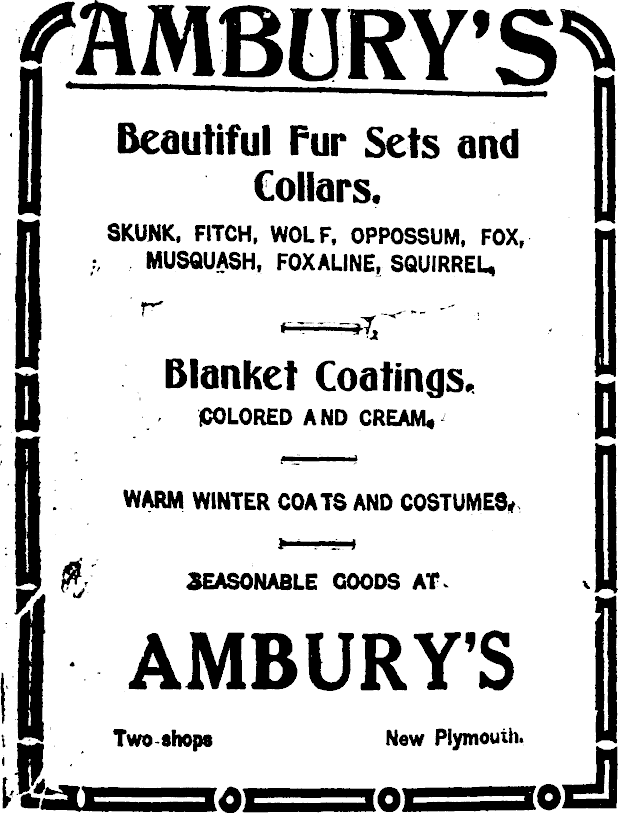 AMBURY'S
Beautiful Fur Sets and
Collars.
SKUNK, FITCH, WOLF, OPPOSSUM, FOX,
MUSQUASH, FOXALINE, SQUIRREL,
Blanket Coatings.
COLORED AND CREAM.
WARM WINTER COATS AND COSTUMES.
SEASONABLE GOODS AT
AMBURY'S
Two shops New Plymouth.